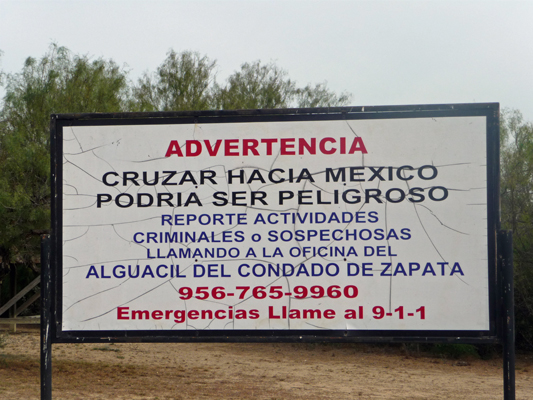 ADVERTENCIA
CRUZAR HACIA MEXICO
PODRIA SER PELIGROSO
REPORTE ACTIVIDADES
CRIMINALES o SOSPECHOSAS
LLAMANDO A LA OFICINA DEL
ALGUACIL DEL CONDADO DE ZAPATA
956-765-9960
Emergencias Llame al 9-1-1